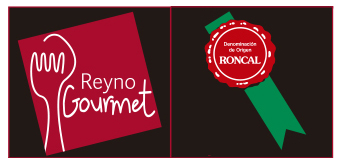 Reyno
Gourmet
Denominación
de Origen
RONCAL